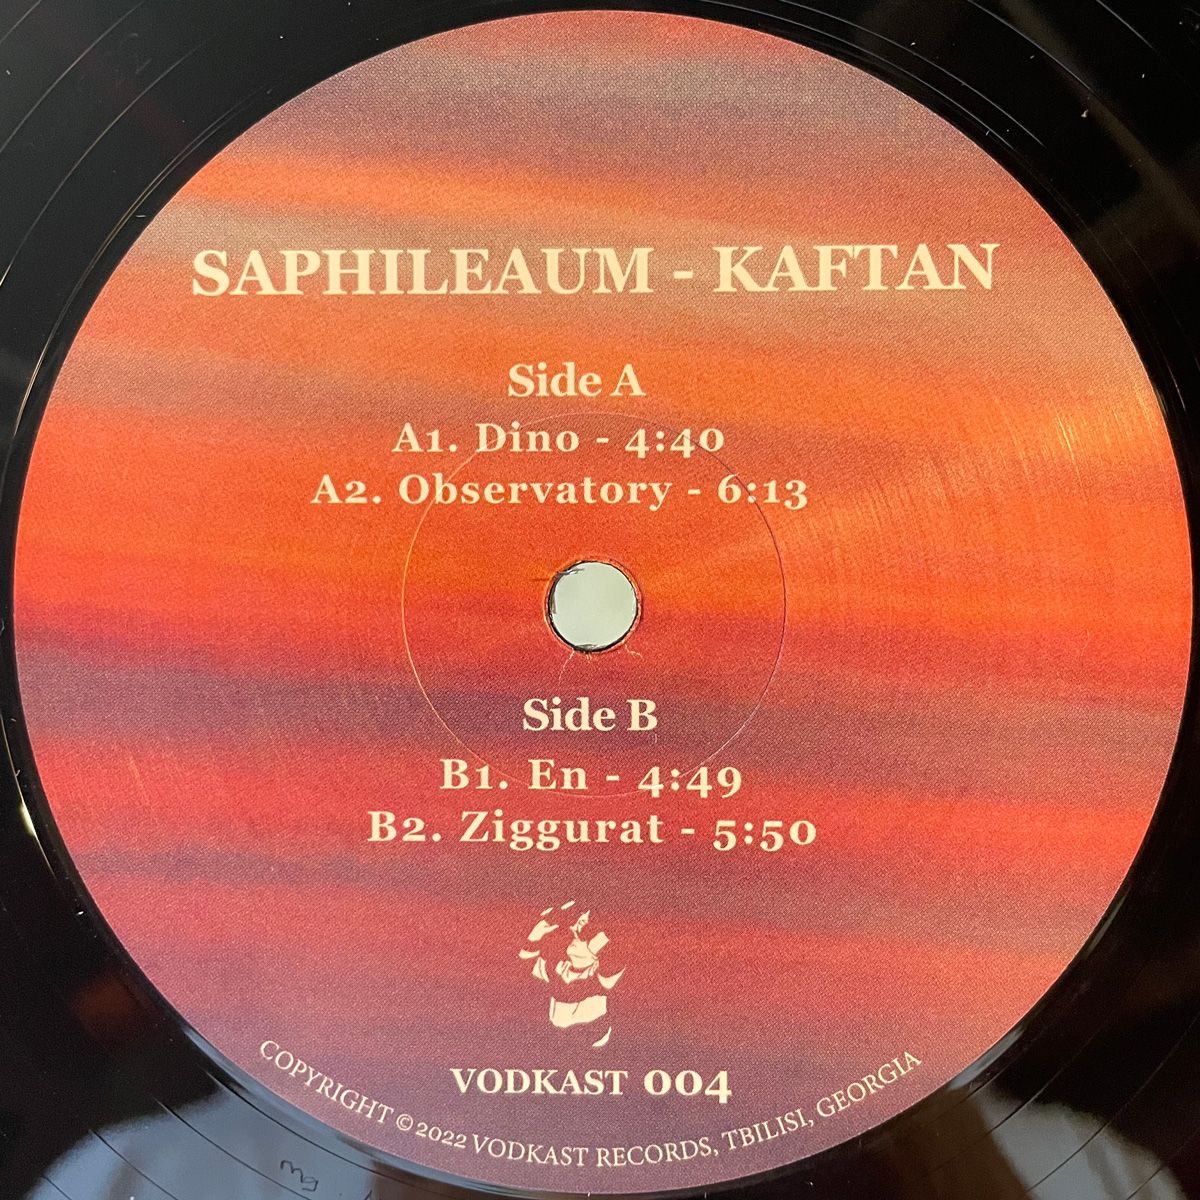 SAPHILEAUM - KAFTAN
Side A
A1. Dino - 4:40
A2. Observatory - 6:13
Side B
B1. En - 4:49
B2. Ziggurat - 5:50
VODKAST 004
COPYRIGHT © 2022 VODKAST RECORDS, TBILISI, GEORGIA